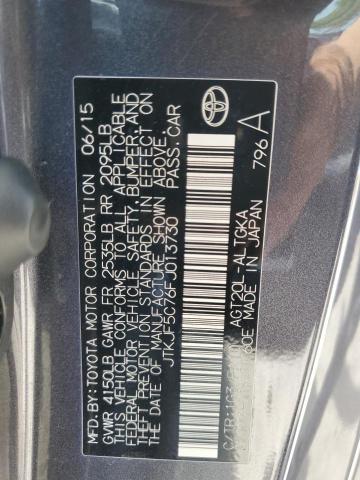 MFD.BY:TOYOTA MOTOR CORPORATION 06/15
GVWR 4150LB GAWR FR 2535LB RR 2095LB
THIS VEHICLE CONFORMS TO ALL APPLICABLE
FEDERAL MOTOR VEHICLE SAFETY, BUMPER, AND
THEFT PREVENTION STANDARDS IN EFFECT ON
THE DATE OF MANUFACTURE SHOWN ABOVE.
JTKJF5C76FJ013730 PASS.CAR
C/TR:1G3
AGT20L-ALTGKA
MADE IN JAPAN 796 A